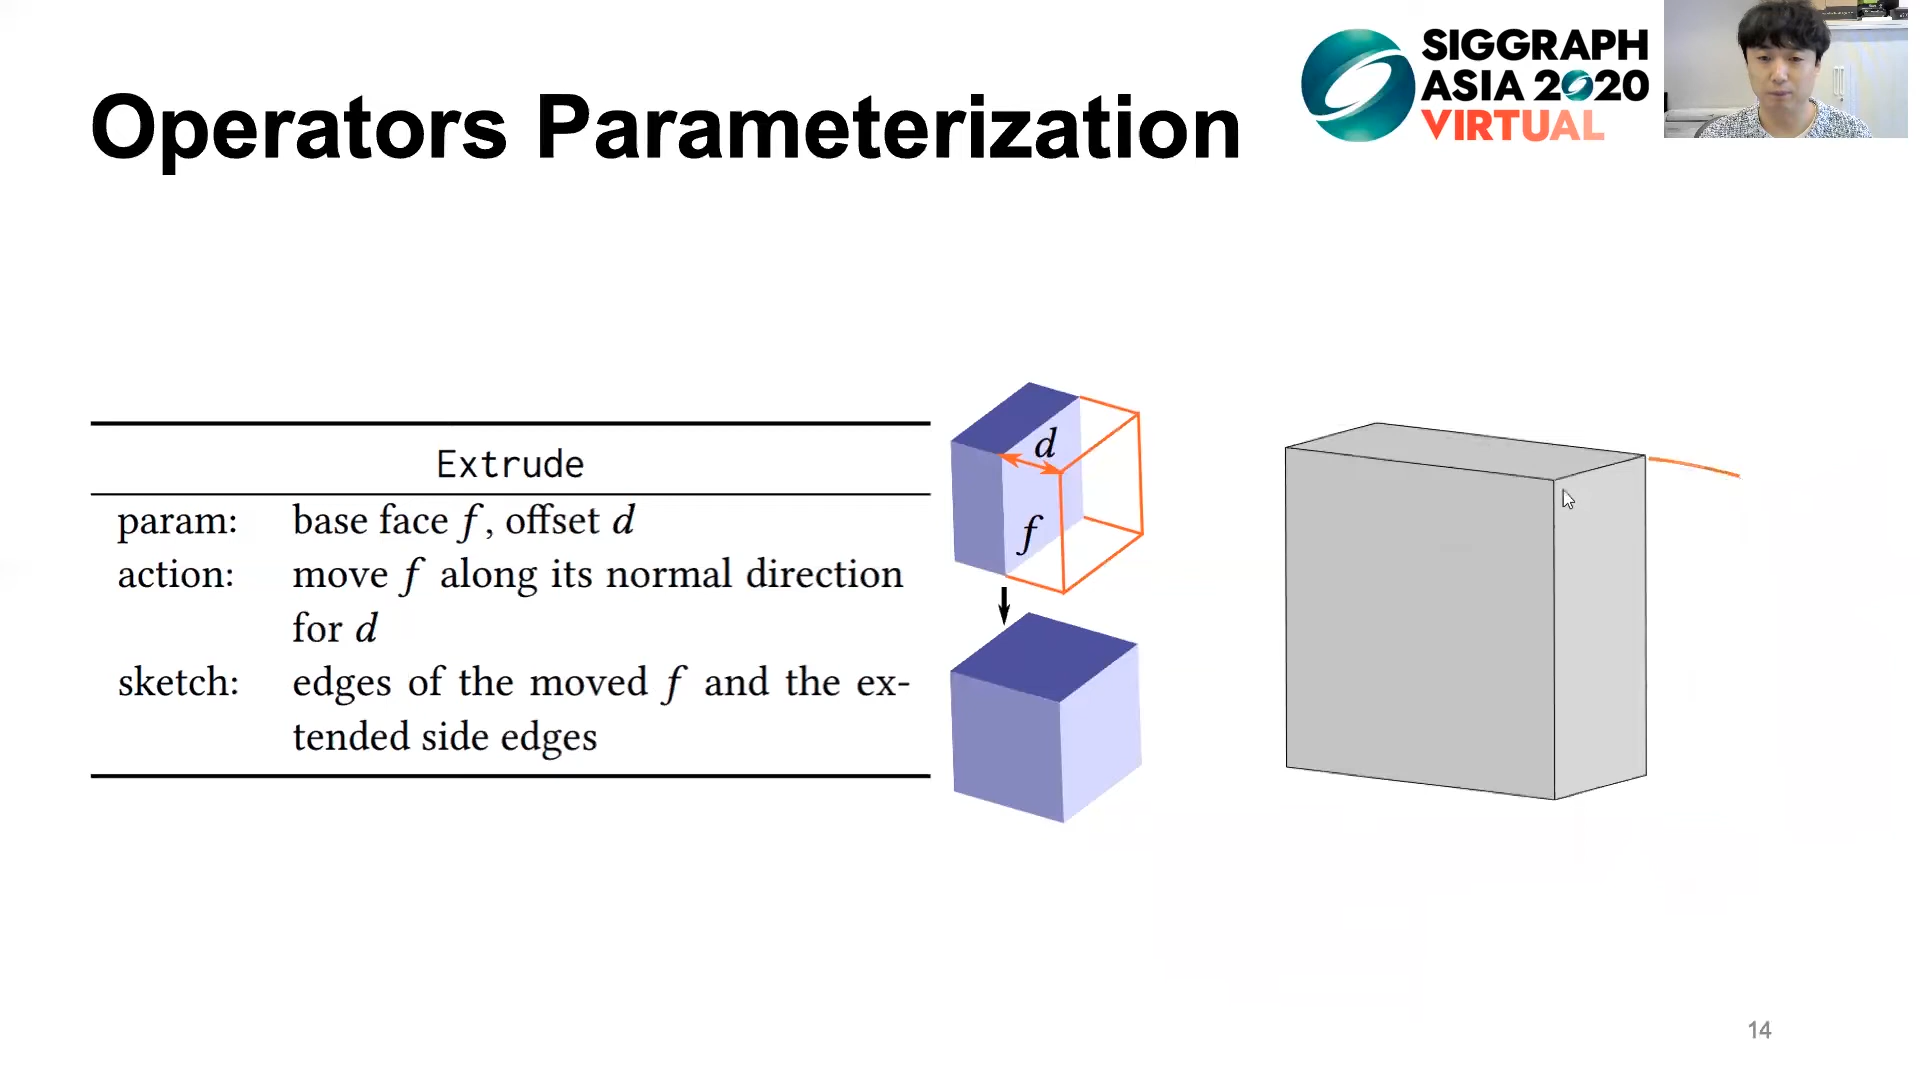 SIGGRAPH
ASIA 2020
VIRTUAL
Operators Parameterization
Extrude
param: base face f, offset d
action: move f along its normal direction
for d
sketch: edges of the moved f and the ex-
tended side edges
d
f
14